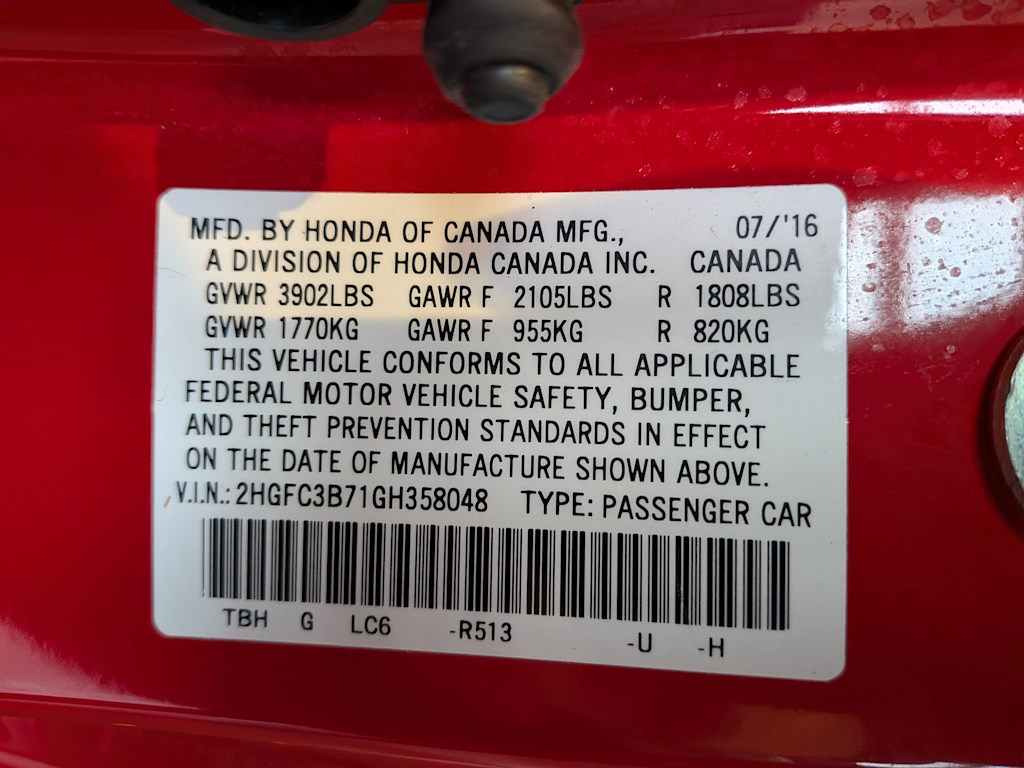 MFD. BY HONDA OF CANADA MFG., 07/'16
A DIVISION OF HONDA CANADA INC. CANADA
GVWR 3902LBS GAWR F 2105LBS R 1808LBS
GVWR 1770KG GAWR F 955KG R 820KG
THIS VEHICLE CONFORMS TO ALL APPLICABLE
FEDERAL MOTOR VEHICLE SAFETY, BUMPER,
AND THEFT PREVENTION STANDARDS IN EFFECT
ON THE DATE OF MANUFACTURE SHOWN ABOVE.
V.I.N.: 2HGFC3B71GH358048 TYPE: PASSENGER CAR
TBH G LC6 -R513 -U -H